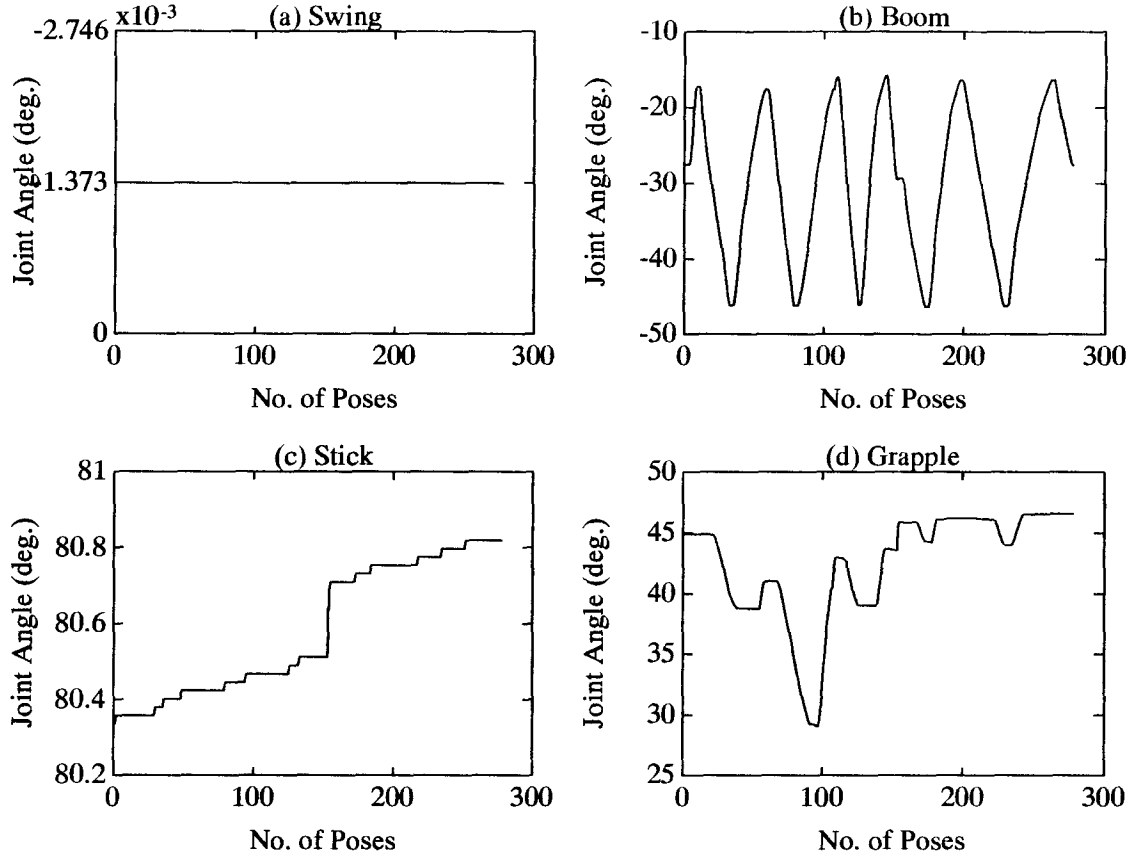 x10-3
(a) Swing
-2.746
-1.373
0
0
100
200
300
Joint Angle (deg.)
No. of Poses
(b) Boom
-10
-20
-30
-40
-50
0
100
200
300
Joint Angle (deg.)
No. of Poses
(c) Stick
81
80.8
80.6
80.4
80.2
0
100
200
300
Joint Angle (deg.)
No. of Poses
(d) Grapple
50
45
40
35
30
25
0
100
200
300
Joint Angle (deg.)
No. of Poses